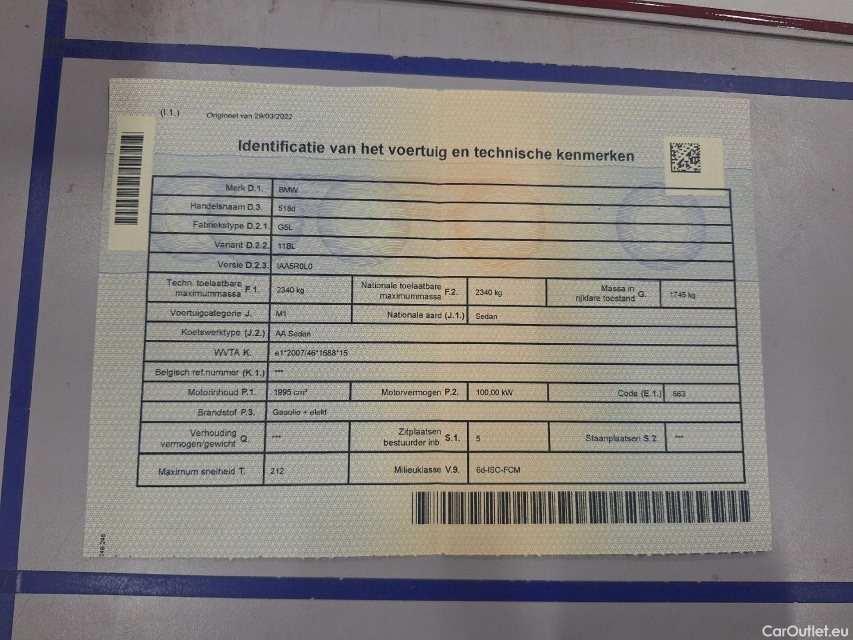 (I.1.) Origineel van 29/03/2022
Identificatie van het voertuig en technische kenmerken
Merk D.1. BMW
Handelsnaam D.3. 518d
Fabriekstype D.2.1. G5L
Variant D.2.2. 11BL
Versie D.2.3. IAA5R0L0
Techn. toelaatbare maximummassa F.1. 2340 kg Nationale toelaatbare maximummassa F.2. 2340 kg Massa in rijklare toestand G. 1745 kg
Voertuigcategorie J. M1 Nationale aard (J.1.) Sedan
Koetswerktype (J.2.) AA Sedan
WVTA K. e1*2007/46*1688*15
Belgisch ref.nummer (K.1.) ***
Motorinhoud P.1. 1995 cm³ Motorvermogen P.2. 100,00 kW Code (E.1.) 663
Brandstof P.3. Gasolie + elekt
Verhouding vermogen/gewicht Q. *** Zitplaatsen bestuurder inb. S.1. 5 Staanplaatsen S.2. ***
Maximum snelheid T. 212 Milieuklasse V.9. 6d-ISC-FCM
CarOutlet.eu